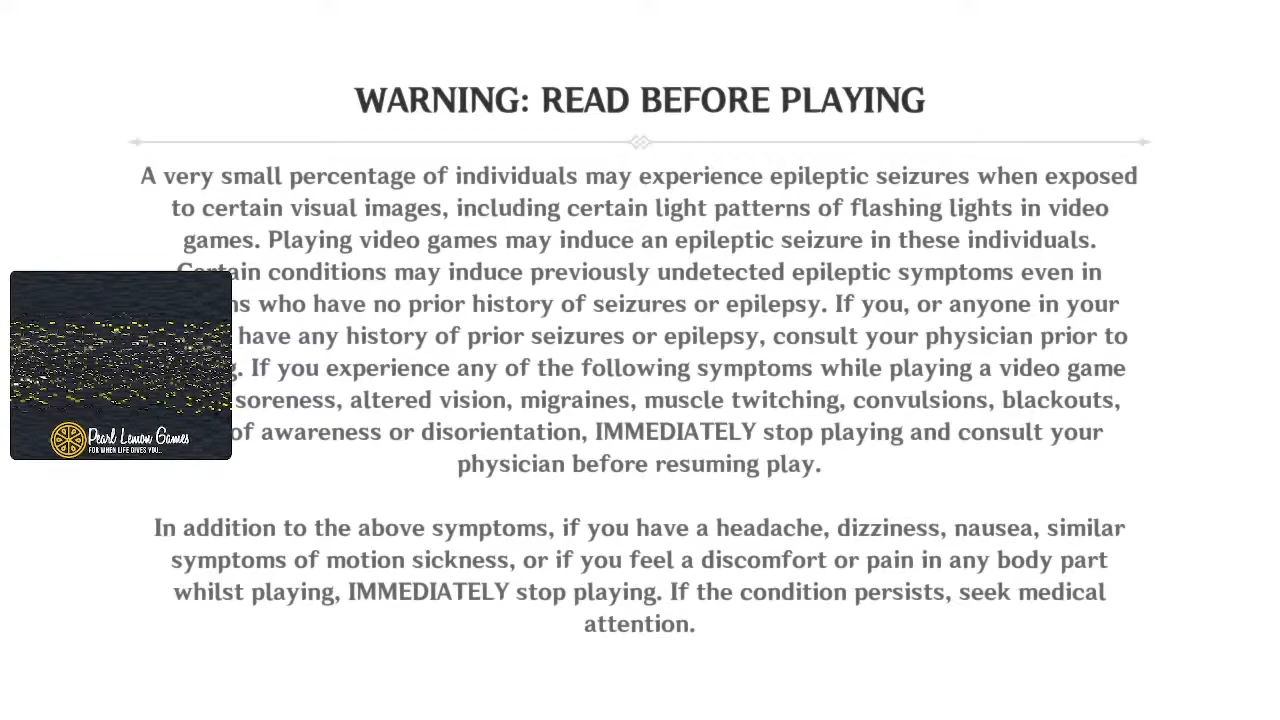 WARNING: READ BEFORE PLAYING
A very small percentage of individuals may experience epileptic seizures when exposed
to certain visual images, including certain light patterns of flashing lights in video
games. Playing video games may induce an epileptic seizure in these individuals.
Certain conditions may induce previously undetected epileptic symptoms even in
who have no prior history of seizures or epilepsy. If you, or anyone in your
have any history of prior seizures or epilepsy, consult your physician prior to
If you experience any of the following symptoms while playing a video game
soreness, altered vision, migraines, muscle twitching, convulsions, blackouts,
of awareness or disorientation, IMMEDIATELY stop playing and consult your
physician before resuming play.
Pearl Lemon Games
FOR WHEN LIFE GIVES YOU...
In addition to the above symptoms, if you have a headache, dizziness, nausea, similar
symptoms of motion sickness, or if you feel a discomfort or pain in any body part
whilst playing, IMMEDIATELY stop playing. If the condition persists, seek medical
attention.